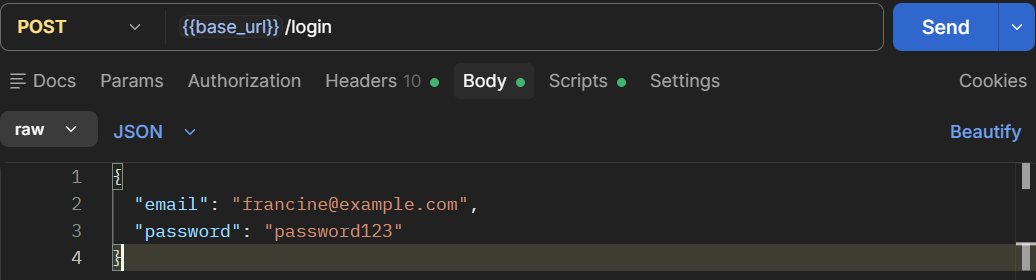 POST {{base_url}} /login Send
Docs Params Authorization Headers 10 Body Scripts Settings Cookies
raw JSON Beautify
1 {
2 "email": "francine@example.com",
3 "password": "password123"
4 }